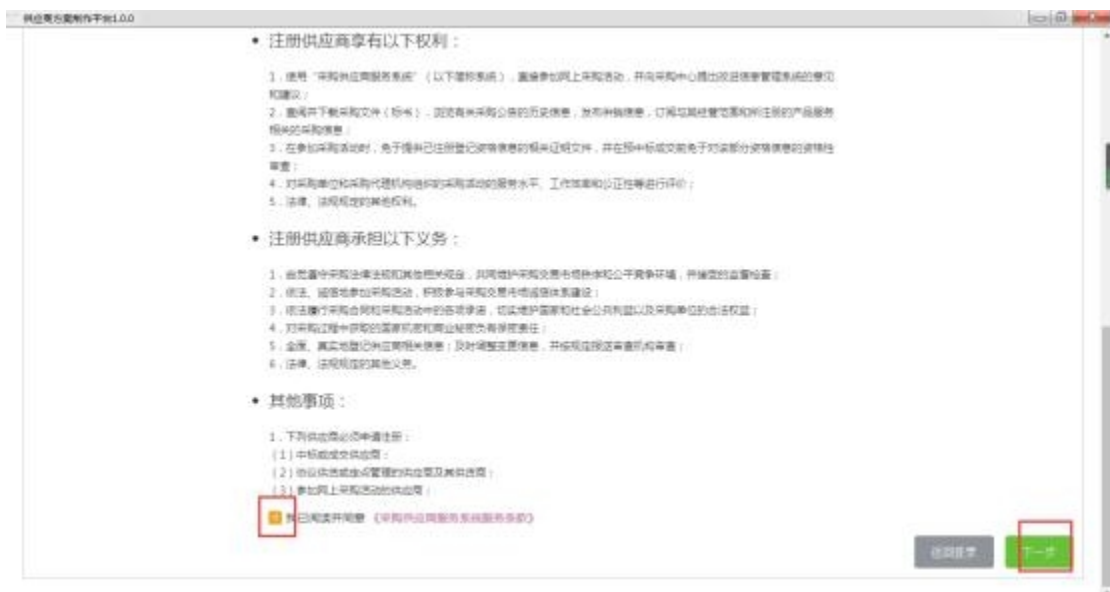 供应商方案制作平台1.0.0
注册供应商享有以下权利：
1．使用“采购供应商服务系统”（以下简称系统），直接参加网上采购活动，并向采购中心提出改进信息管理系统的意见
和建议；
2．查阅并下载采购文件（标书），浏览有关采购公告的历史信息，发布供销信息，订阅与其经营范围和所注册的产品服务
相关的采购信息；
3．在参加采购活动时，免于提供已注册登记资格信息的相关证明文件，并在预中标成交前免于对该部分资格信息的资格性
审查；
4．对采购单位和采购代理机构组织的采购活动的服务水平、工作效率和公正性等进行评价；
5．法律、法规规定的其他权利。
注册供应商承担以下义务：
1．自觉遵守采购法律法规和其他相关规定，共同维护采购交易市场秩序和公平竞争环境，并接受的监督检查；
2．依法、诚信地参加采购活动，积极参与采购交易市场诚信体系建设；
3．依法履行采购合同和采购活动中的各项承诺，切实维护国家和社会公共利益以及采购单位的合法权益；
4．对采购过程中获取的国家机密和商业秘密负有保密责任；
5．全面、真实地登记供应商相关信息；及时调整变更信息，并按规定报送审查机构审查；
6．法律、法规规定的其他义务。
其他事项：
1．下列供应商必须申请注册：
（1）中标或成交供应商；
（2）协议供货或定点管理的供应商及其供货商；
（3）参加网上采购活动的供应商；
我已阅读并同意《采购供应商服务系统服务条款》
返回登录
下一步